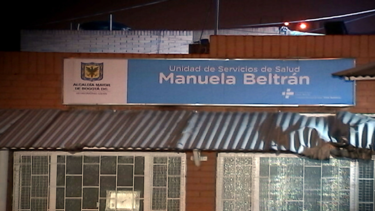 ALCALDÍA MAYOR
DE BOGOTÁ D.C.
Unidad de Servicios de Salud
Manuela Beltrán